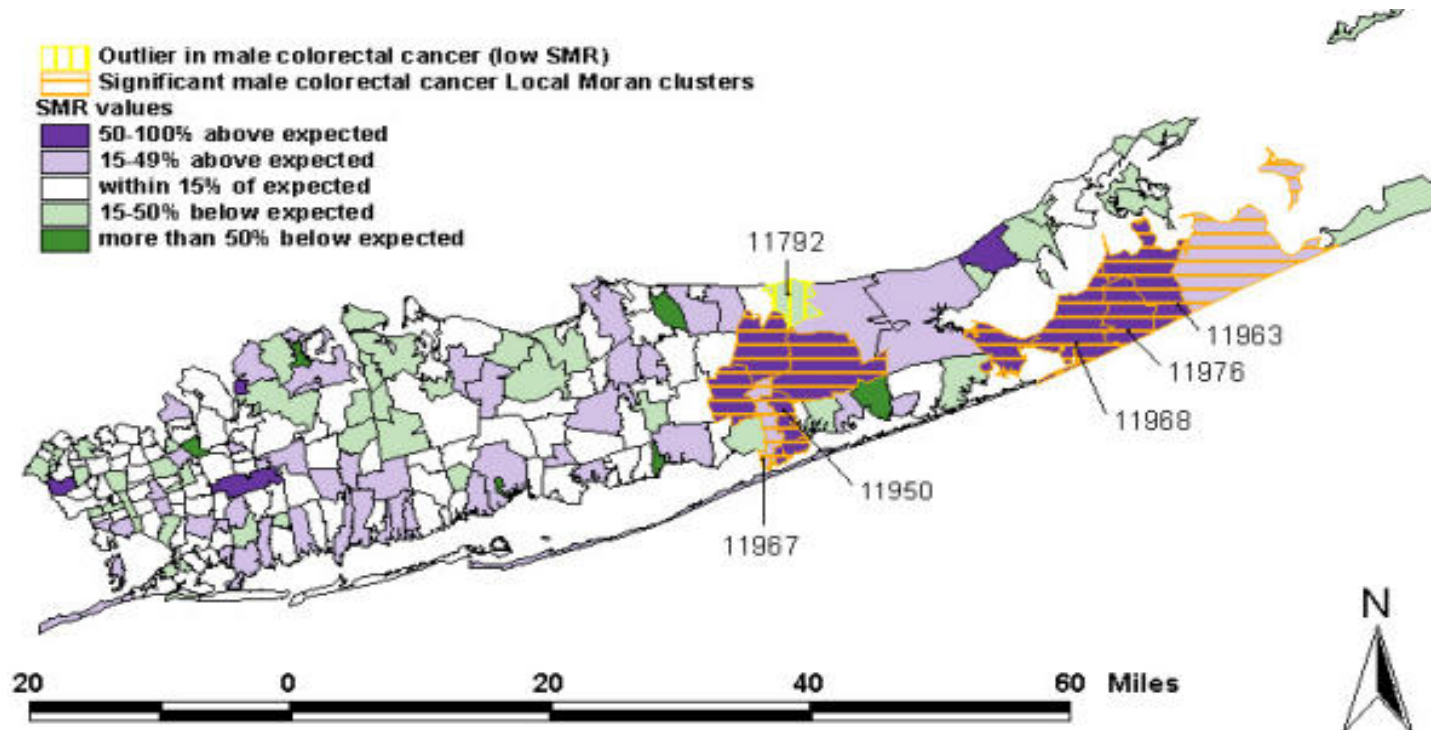 Outlier in male colorectal cancer (low SMR)
Significant male colorectal cancer Local Moran clusters
SMR values
50-100% above expected
15-49% above expected
within 15% of expected
15-50% below expected
more than 50% below expected
11792
11963
11976
11968
11950
11967
N
20 0 20 40 60 Miles